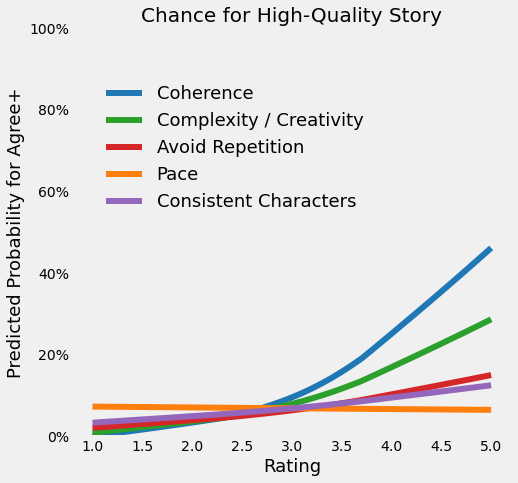 Chance for High-Quality Story
100%
80%
60%
40%
20%
0%
Predicted Probability for Agree+
Coherence
Complexity / Creativity
Avoid Repetition
Pace
Consistent Characters
1.0 1.5 2.0 2.5 3.0 3.5 4.0 4.5 5.0
Rating